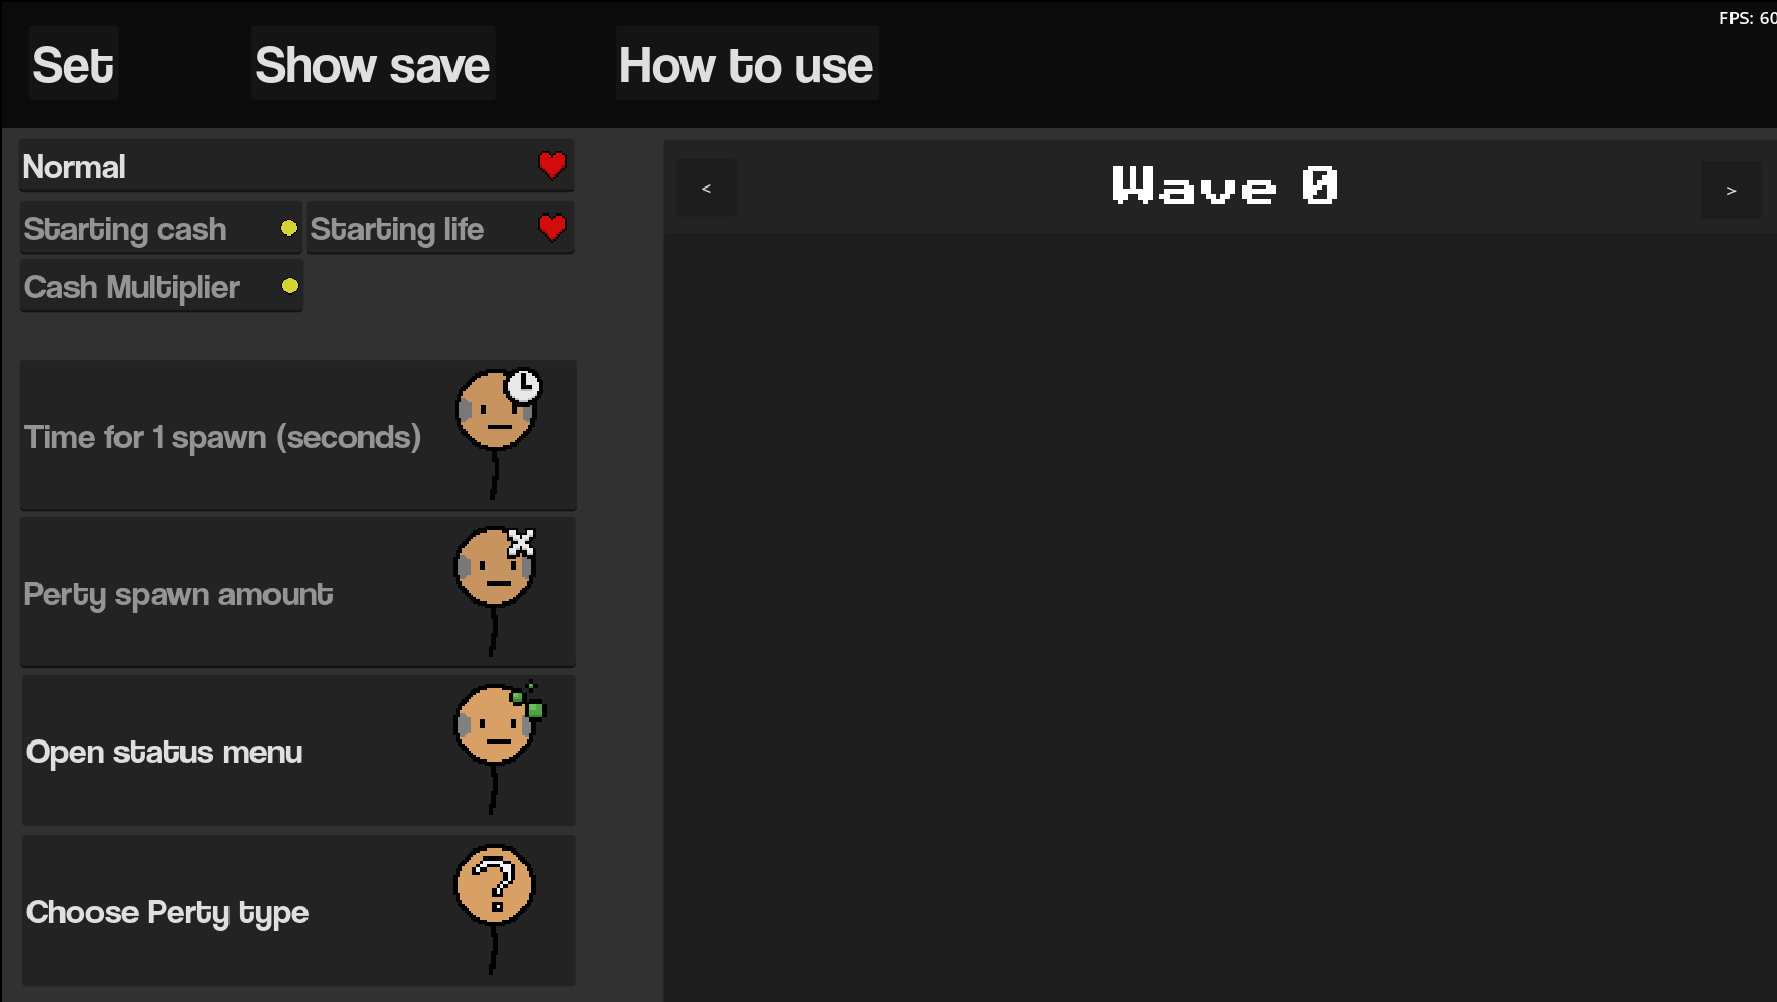 FPS: 60
Set
Show save
How to use
Normal
Starting cash
Starting life
Cash Multiplier
Time for 1 spawn (seconds)
Perty spawn amount
Open status menu
Choose Perty type
?
<
Wave 0
>